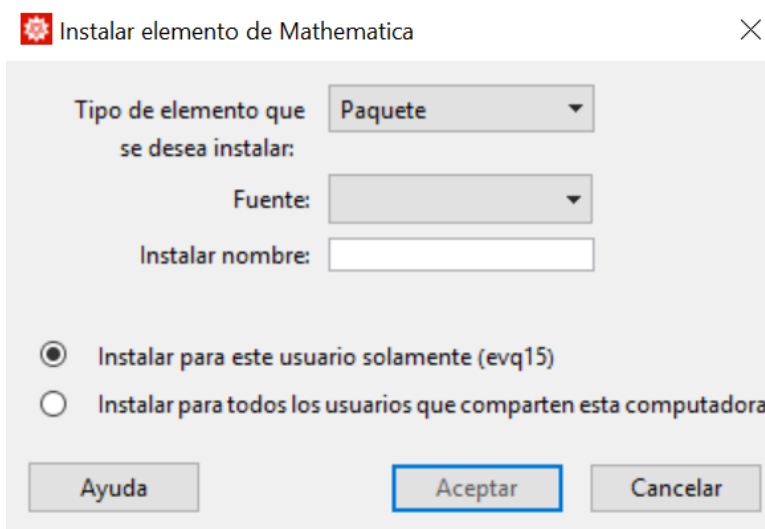 Instalar elemento de Mathematica
Tipo de elemento que
se desea instalar:
Paquete
Fuente:
Instalar nombre:
Instalar para este usuario solamente (evq15)
Instalar para todos los usuarios que comparten esta computadora
Ayuda
Aceptar
Cancelar